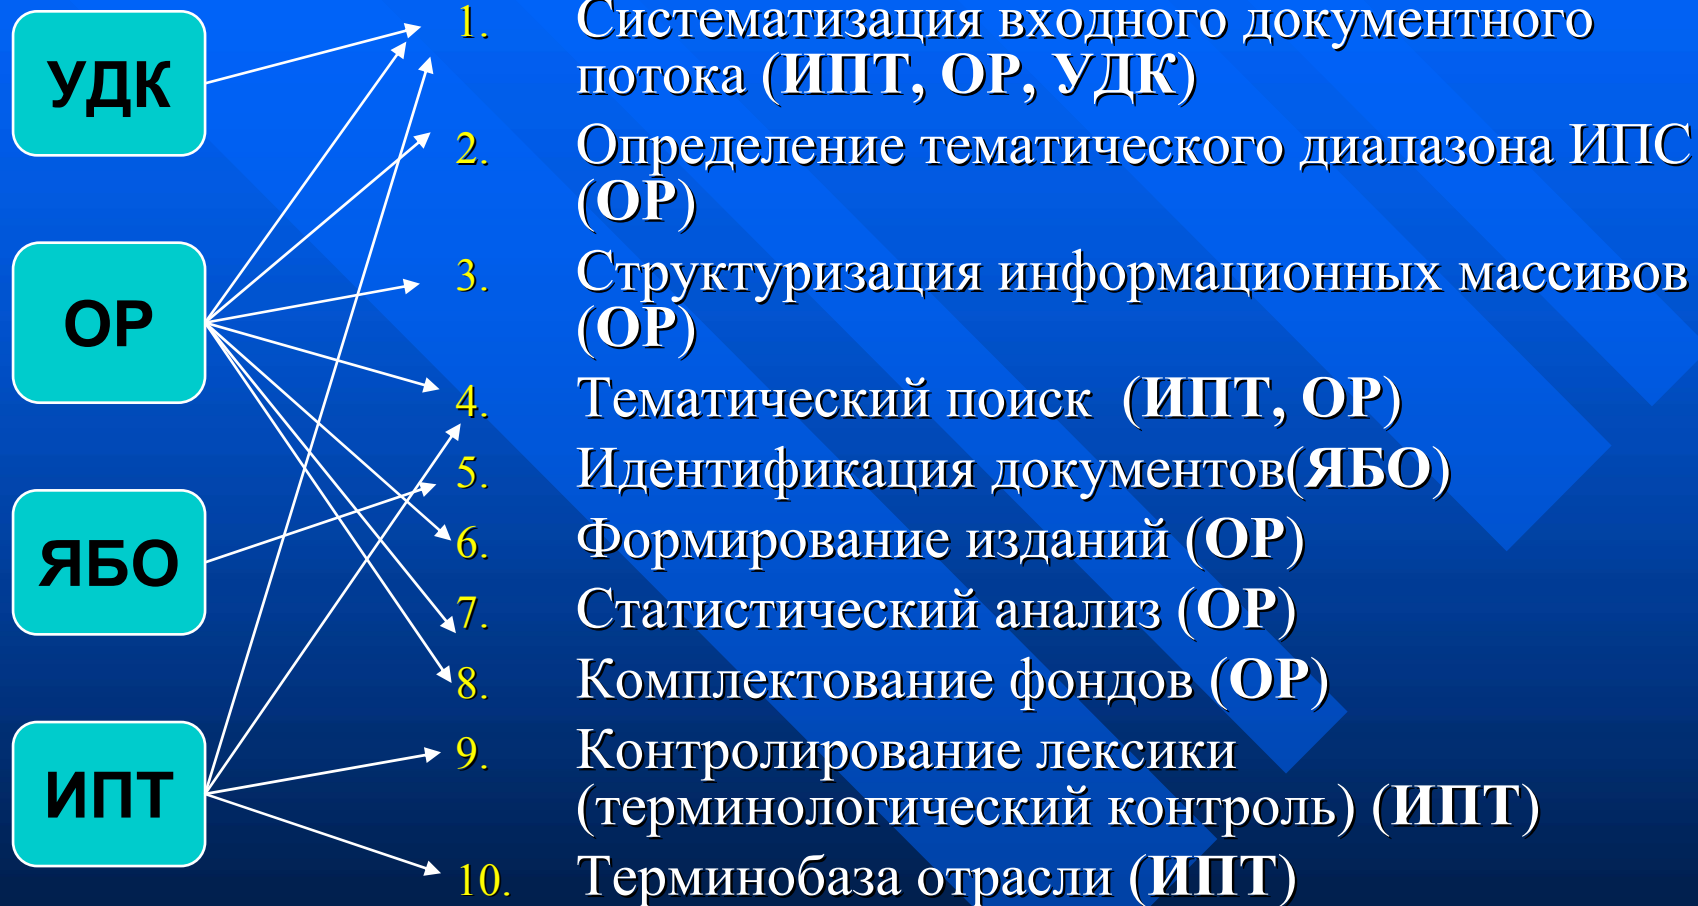 УДК
ОР
ЯБО
ИПТ
1. Систематизация входного документного
потока (ИПТ, ОР, УДК)
2. Определение тематического диапазона ИПС
(ОР)
3. Структуризация информационных массивов
(ОР)
4. Тематический поиск (ИПТ, ОР)
5. Идентификация документов(ЯБО)
6. Формирование изданий (ОР)
7. Статистический анализ (ОР)
8. Комплектование фондов (ОР)
9. Контролирование лексики
(терминологический контроль) (ИПТ)
10. Терминобаза отрасли (ИПТ)